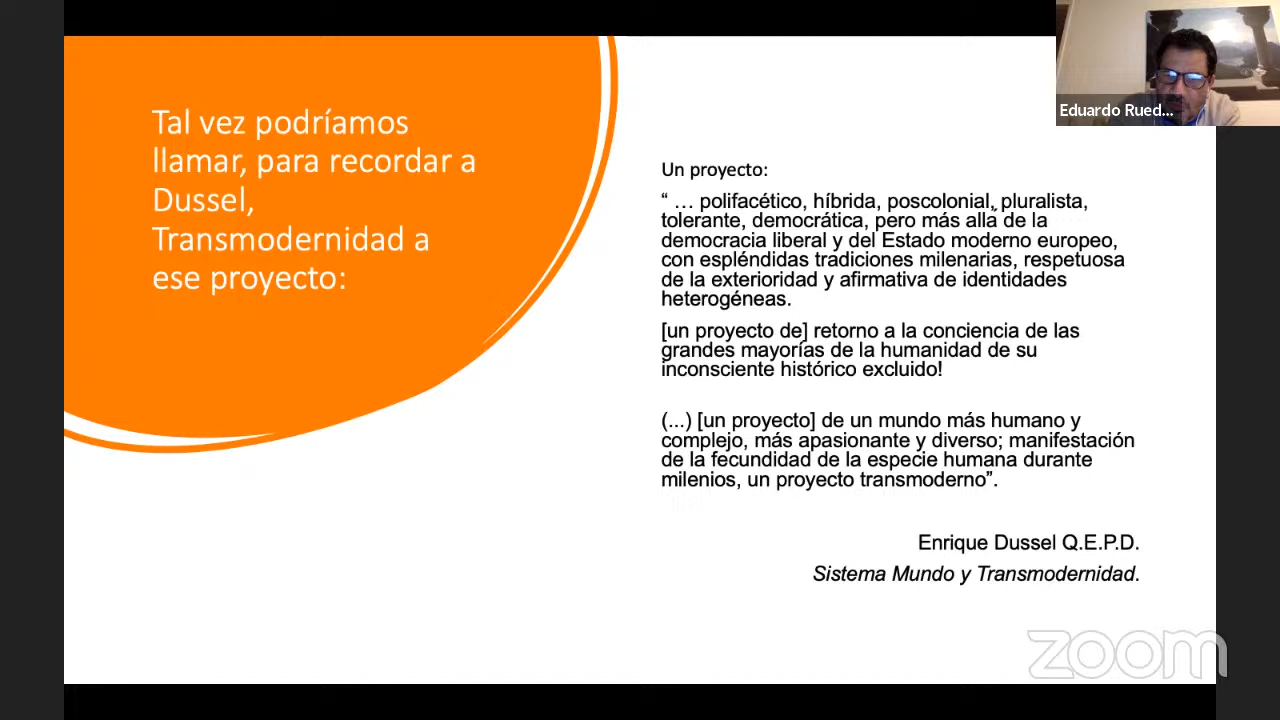 Tal vez podríamos
llamar, para recordar a
Dussel,
Transmodernidad a
ese proyecto:
Eduardo Rued...
Un proyecto:
“ … polifacético, híbrida, poscolonial, pluralista,
tolerante, democrática, pero más allá de la
democracia liberal y del Estado moderno europeo,
con espléndidas tradiciones milenarias, respetuosa
de la exterioridad y afirmativa de identidades
heterogéneas.
[un proyecto de] retorno a la conciencia de las
grandes mayorías de la humanidad de su
inconsciente histórico excluido!
(...) [un proyecto] de un mundo más humano y
complejo, más apasionante y diverso; manifestación
de la fecundidad de la especie humana durante
milenios, un proyecto transmoderno”.
Enrique Dussel Q.E.P.D.
Sistema Mundo y Transmodernidad.
zoom